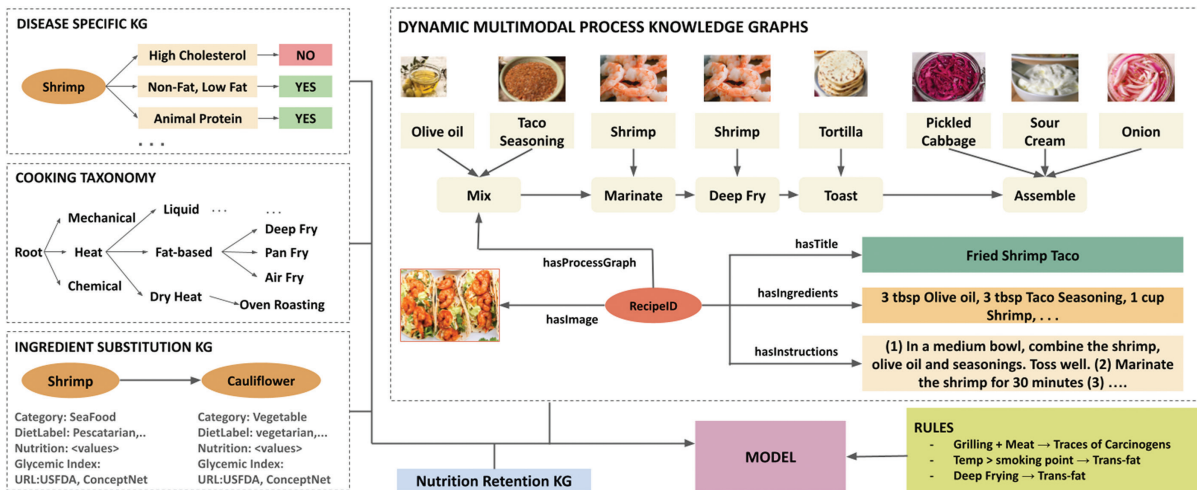 DISEASE SPECIFIC KG
High Cholesterol
NO
Shrimp
Non-Fat, Low Fat
YES
Animal Protein
YES
. . .
COOKING TAXONOMY
Liquid
...
...
Mechanical
Deep Fry
Root
Heat
Fat-based
Pan Fry
Air Fry
Chemical
Dry Heat
Oven Roasting
INGREDIENT SUBSTITUTION KG
Shrimp
Cauliflower
Category: SeaFood
DietLabel: Pescatarian,..
Nutrition: <values>
Glycemic Index:
URL:USFDA, ConceptNet
Category: Vegetable
DietLabel: vegetarian,...
Nutrition: <values>
Glycemic Index:
URL:USFDA, ConceptNet
DYNAMIC MULTIMODAL PROCESS KNOWLEDGE GRAPHS
Olive oil
Taco
Seasoning
Shrimp
Shrimp
Tortilla
Pickled
Cabbage
Sour
Cream
Onion
Mix
Marinate
Deep Fry
Toast
Assemble
hasProcessGraph
hasTitle
Fried Shrimp Taco
RecipeID
hasImage
hasIngredients
3 tbsp Olive oil, 3 tbsp Taco Seasoning, 1 cup
Shrimp, . . .
hasInstructions
(1) In a medium bowl, combine the shrimp,
olive oil and seasonings. Toss well. (2) Marinate
the shrimp for 30 minutes (3) ....
Nutrition Retention KG
MODEL
RULES
- Grilling + Meat → Traces of Carcinogens
- Temp > smoking point → Trans-fat
- Deep Frying → Trans-fat